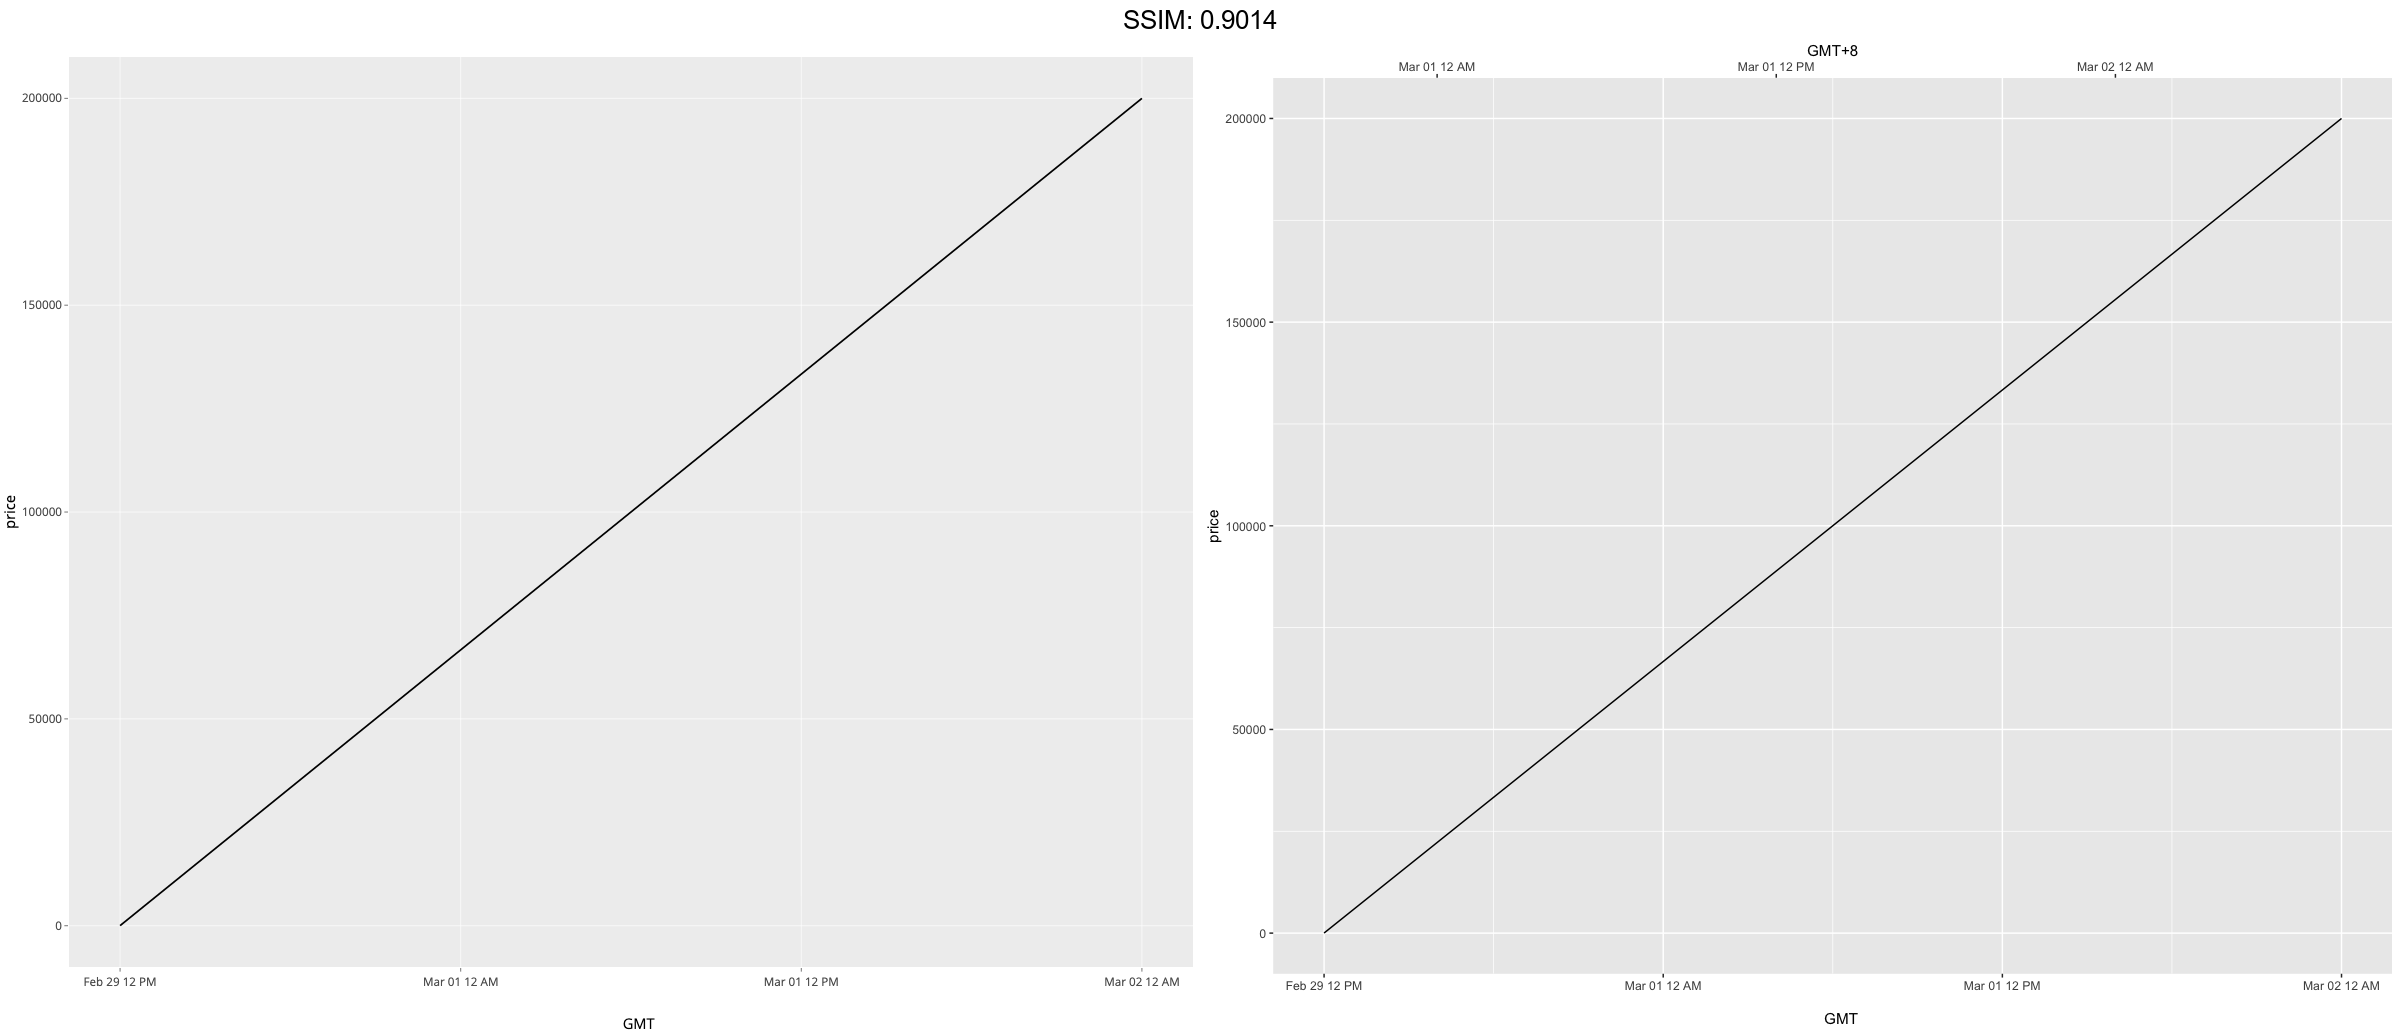 SSIM: 0.9014
200000
150000
100000
50000
0
price
Feb 29 12 PM Mar 01 12 AM Mar 01 12 PM Mar 02 12 AM
GMT
GMT+8
Mar 01 12 AM Mar 01 12 PM Mar 02 12 AM
200000
150000
100000
50000
0
price
Feb 29 12 PM Mar 01 12 AM Mar 01 12 PM Mar 02 12 AM
GMT